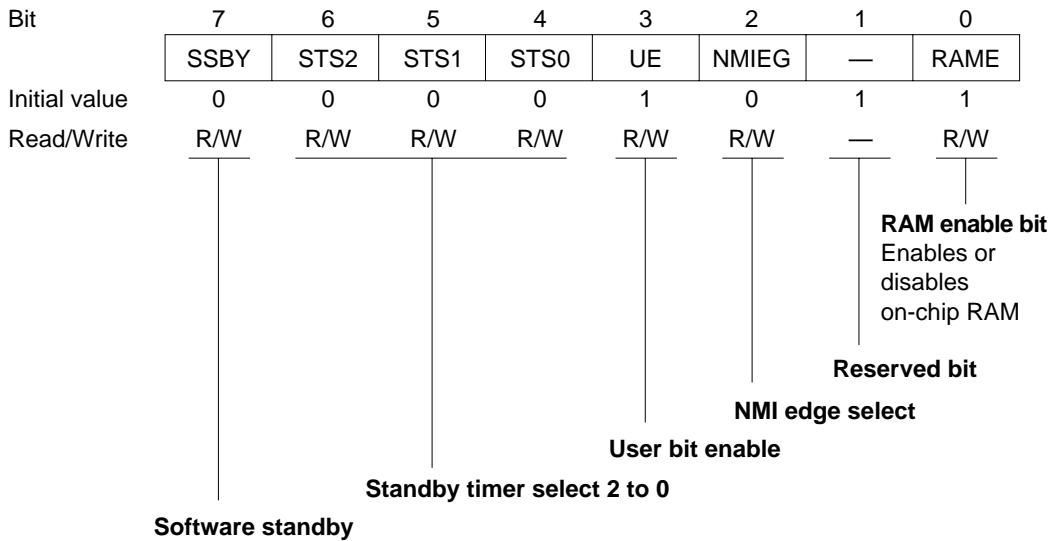 Bit 7 6 5 4 3 2 1 0
SSBY STS2 STS1 STS0 UE NMIEG — RAME
Initial value 0 0 0 0 1 0 1 1
Read/Write R/W R/W R/W R/W R/W R/W — R/W
RAM enable bit
Enables or
disables
on-chip RAM
Reserved bit
NMI edge select
User bit enable
Standby timer select 2 to 0
Software standby